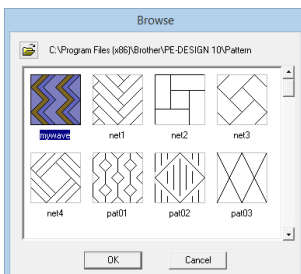 Browse
C:\Program Files (x86)\Brother\PE-DESIGN 10\Pattern
mywave net1 net2 net3
net4 pat01 pat02 pat03
OK Cancel